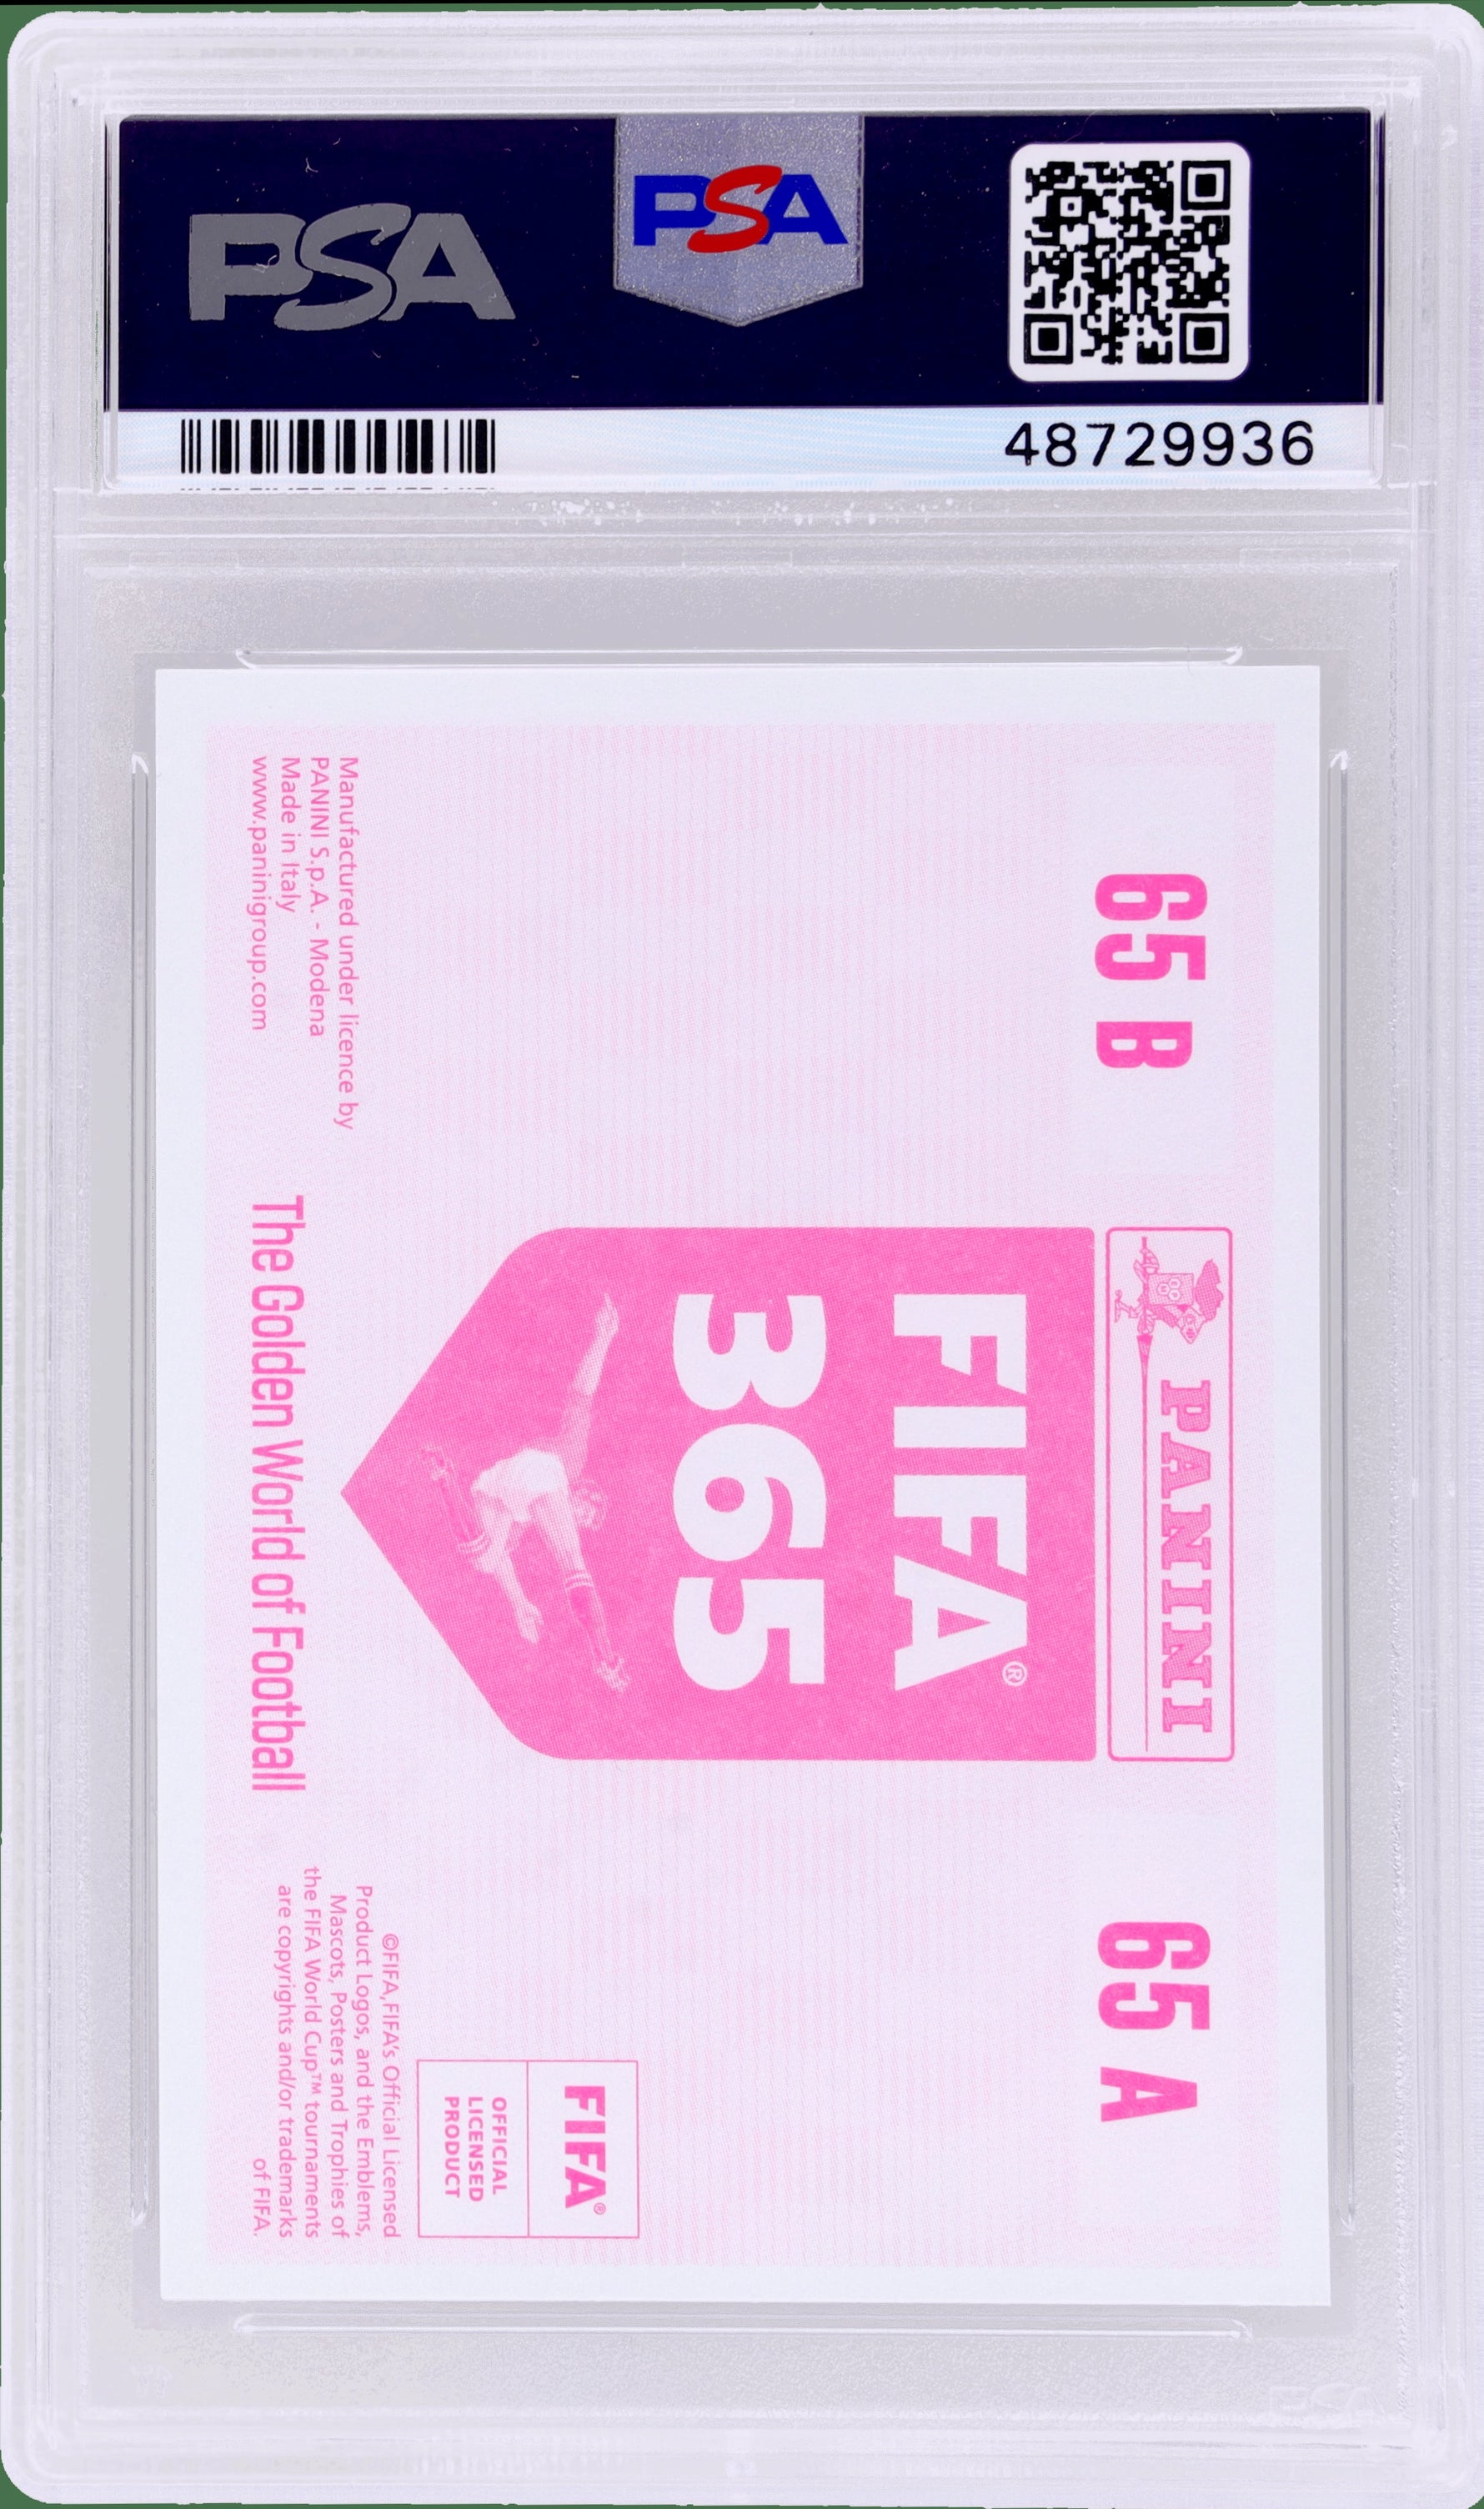 PSA
PSA
48729936
65 B
PANINI
65 A
FIFA®
365
FIFA®
OFFICIAL
LICENSED
PRODUCT
Manufactured under licence by
PANINI S.p.A. - Modena
Made in Italy
www.paninigroup.com
The Golden World of Football
©FIFA,FIFA's Official Licensed
Product Logos, and the Emblems,
Mascots, Posters and Trophies of
the FIFA World Cup™ tournaments
are copyrights and/or trademarks
of FIFA.
PSA